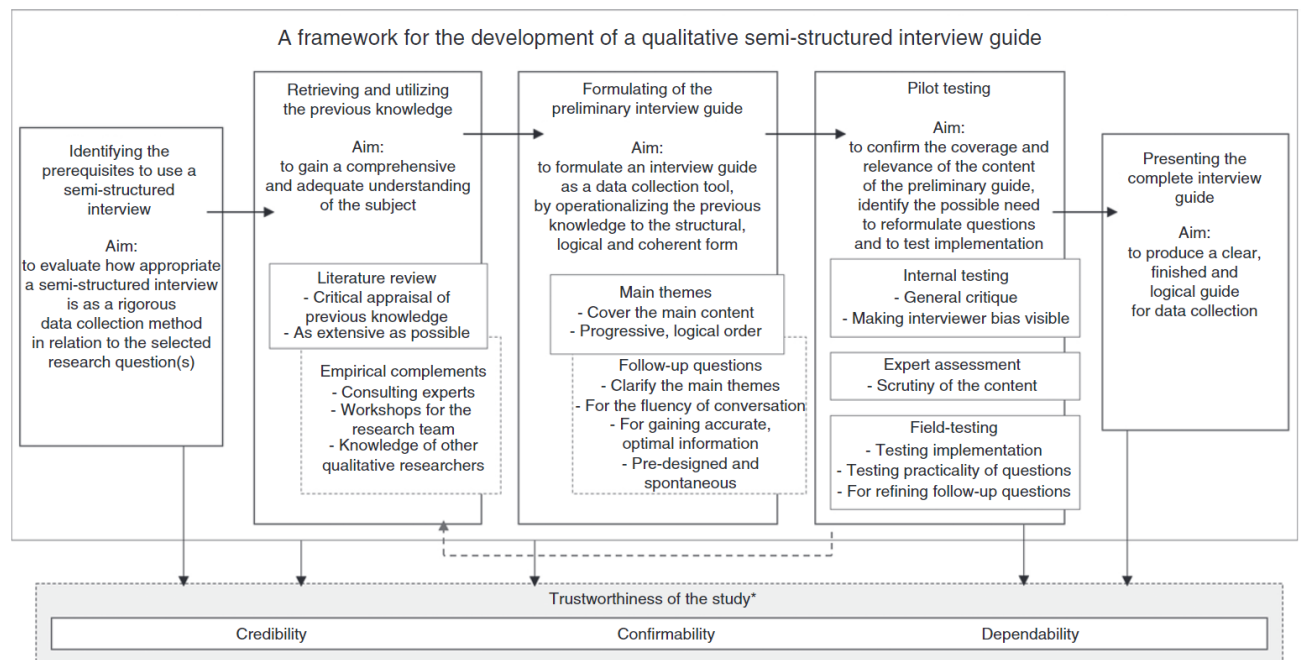 A framework for the development of a qualitative semi-structured interview guide
Identifying the
prerequisites to use a
semi-structured
interview
Aim:
to evaluate how appropriate
a semi-structured interview
is as a rigorous
data collection method
in relation to the selected
research question(s)
Retrieving and utilizing
the previous knowledge
Aim:
to gain a comprehensive
and adequate understanding
of the subject
Literature review
- Critical appraisal of
previous knowledge
- As extensive as possible
Empirical complements
- Consulting experts
- Workshops for the
research team
- Knowledge of other
qualitative researchers
Formulating of the
preliminary interview guide
Aim:
to formulate an interview guide
as a data collection tool,
by operationalizing the previous
knowledge to the structural,
logical and coherent form
Main themes
- Cover the main content
- Progressive, logical order
Follow-up questions
- Clarify the main themes
- For the fluency of conversation
- For gaining accurate,
optimal information
- Pre-designed and
spontaneous
Pilot testing
Aim:
to confirm the coverage and
relevance of the content
of the preliminary guide,
identify the possible need
to reformulate questions
and to test implementation
Internal testing
- General critique
- Making interviewer bias visible
Expert assessment
- Scrutiny of the content
Field-testing
- Testing implementation
- Testing practicality of questions
- For refining follow-up questions
Presenting the
complete interview
guide
Aim:
to produce a clear,
finished and
logical guide
for data collection
Trustworthiness of the study*
Credibility
Confirmability
Dependability